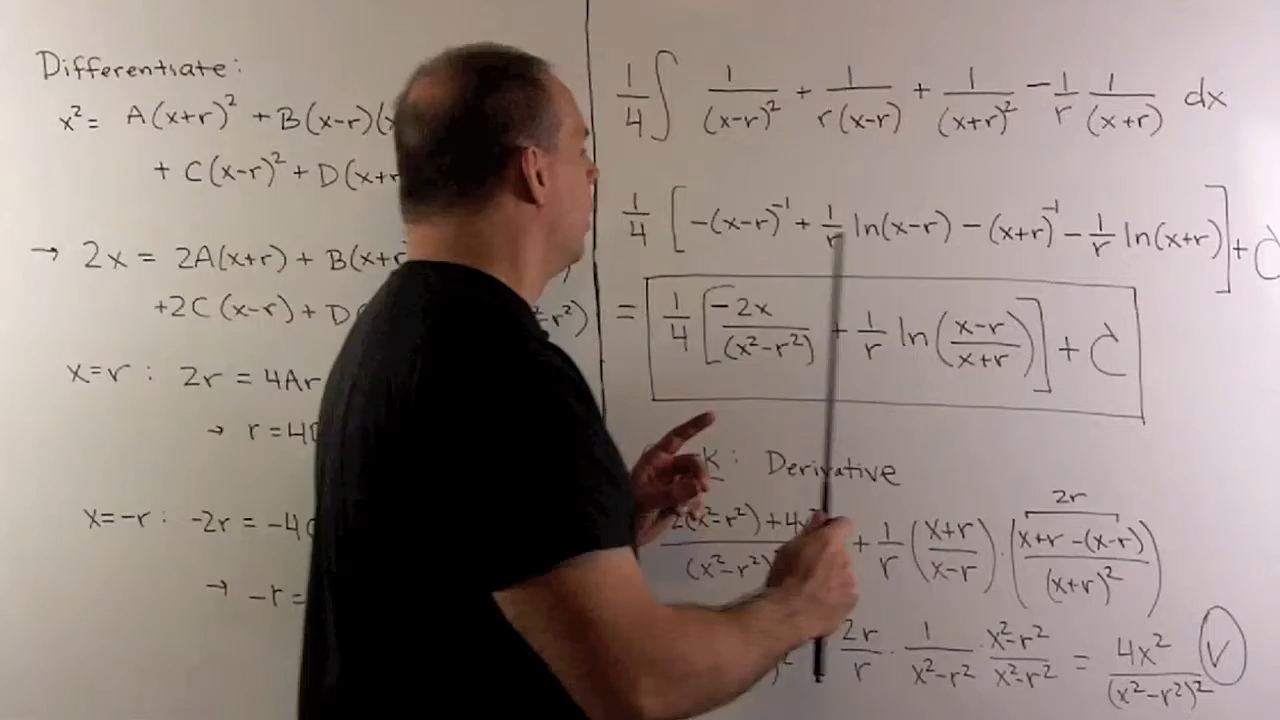 Differentiate:
x² = A(x+r)² + B(x-r)(x
+ C(x-r)² + D(x+r
→ 2x = 2A(x+r) + B(x+r
+2C(x-r) + D
-r²)
x=r : 2r = 4Ar
→ r = 4
x=-r : -2r = -4
→ -r =
1/4 ∫ 1/(x-r)² + 1/r(x-r) + 1/(x+r)² - 1/r 1/(x+r) dx
1/4 [-(x-r)⁻¹ + 1/r ln(x-r) - (x+r)⁻¹ - 1/r ln(x+r)] + C
= 1/4 [-2x/(x²-r²) + 1/r ln((x-r)/(x+r))] + C
k: Derivative
2(x²-r²)+4x /(x²-r²) + 1/r ((x+r)/(x-r)) · ((x+r-(x-r))/(x+r)²) 2r
2r/r · 1/(x²-r²) · (x²-r²)/(x²-r²) = 4x²/(x²-r²)² ✓